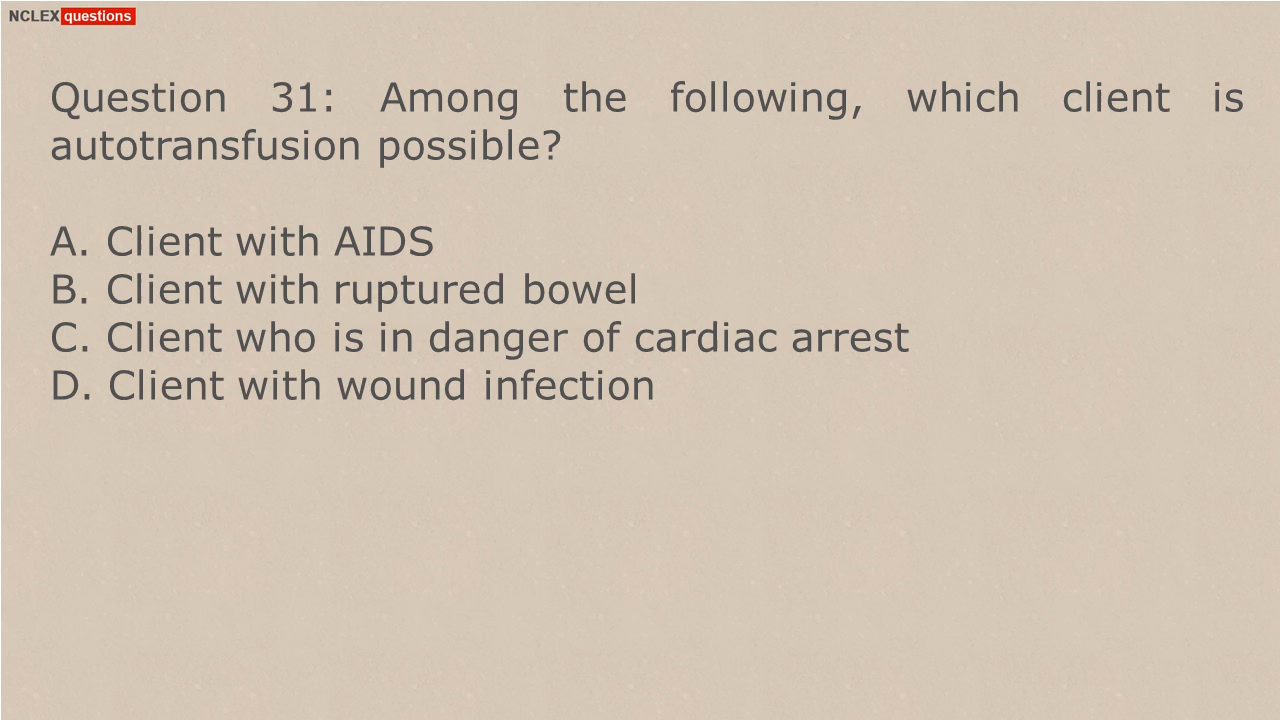 NCLEX questions
Question 31: Among the following, which client is
autotransfusion possible?
A. Client with AIDS
B. Client with ruptured bowel
C. Client who is in danger of cardiac arrest
D. Client with wound infection